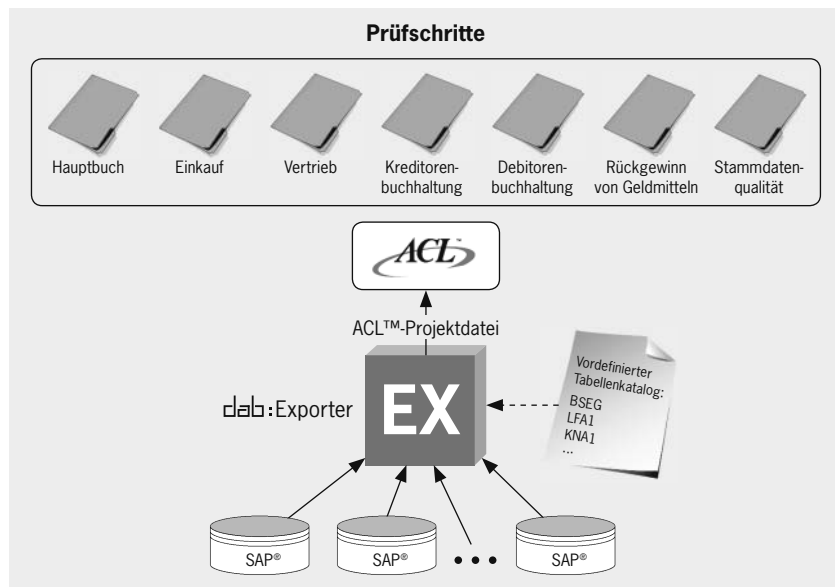 Prüfschritte
Hauptbuch
Einkauf
Vertrieb
Kreditoren-
buchhaltung
Debitoren-
buchhaltung
Rückgewinn
von Geldmitteln
Stammdaten-
qualität
ACL™
ACL™-Projektdatei
dab:Exporter
EX
Vordefinierter
Tabellenkatalog:
BSEG
LFA1
KNA1
...
SAP®
SAP®
SAP®